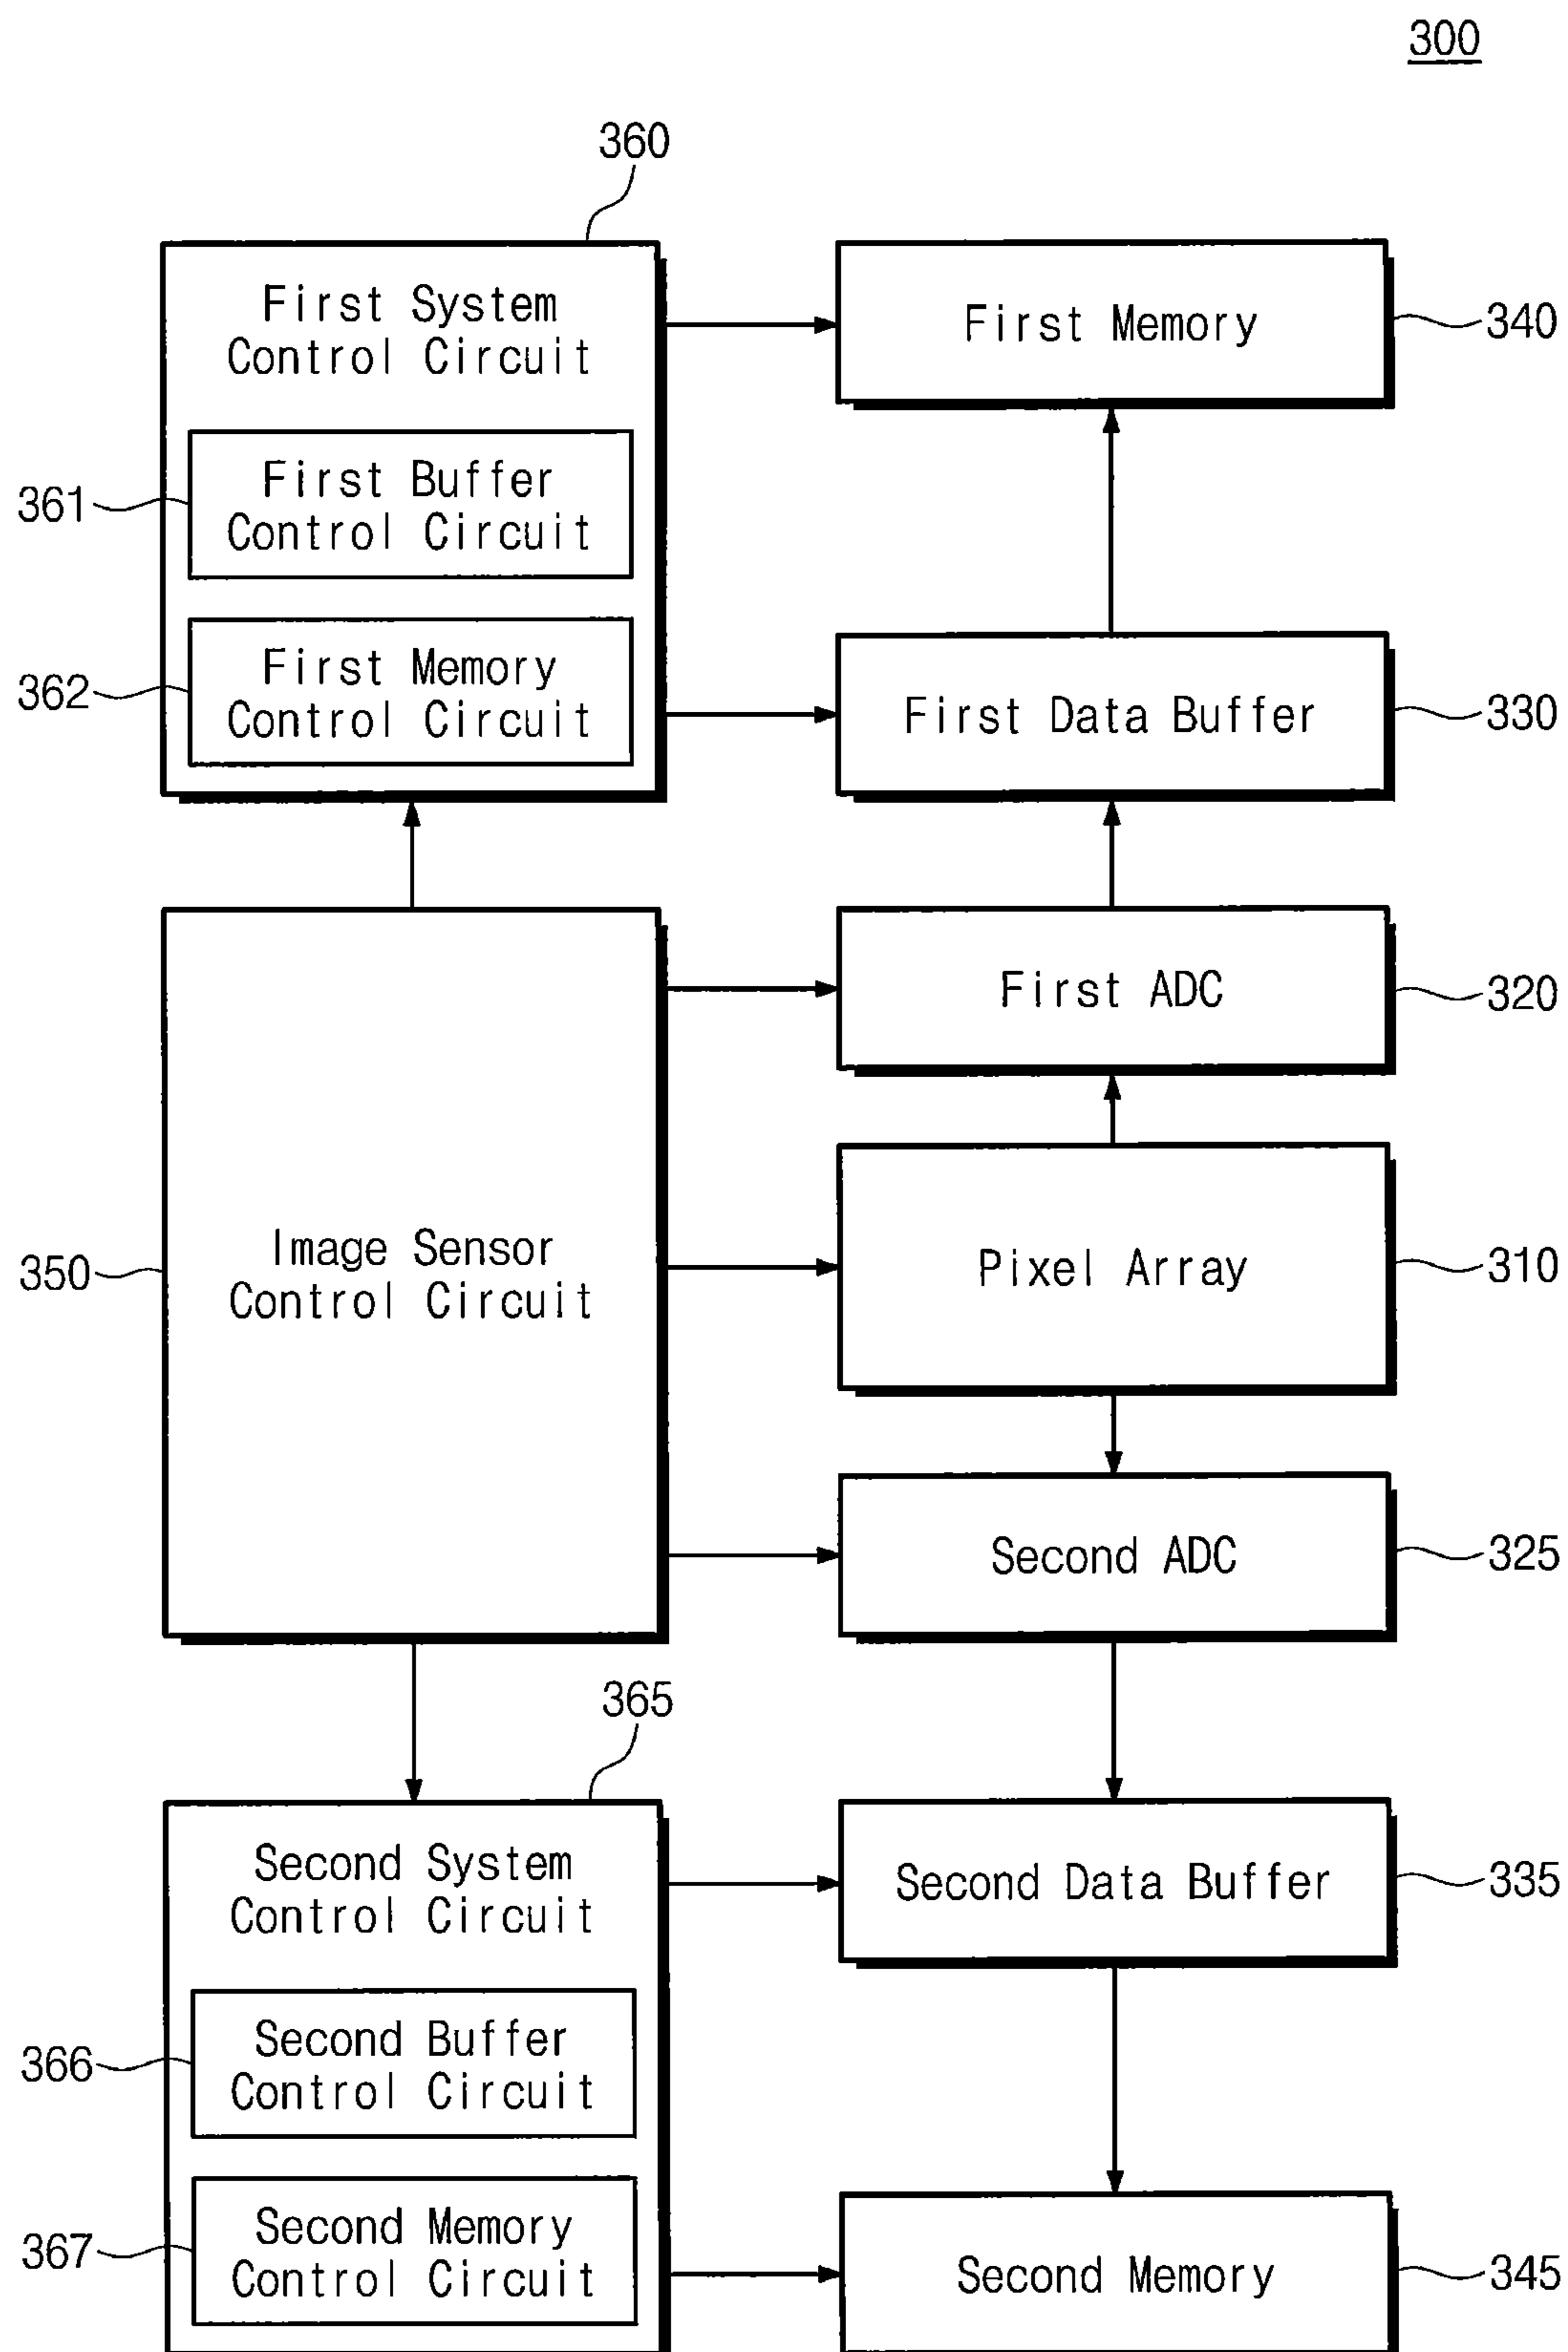 300
360
First System
Control Circuit
First Memory
340
361
First Buffer
Control Circuit
362
First Memory
Control Circuit
First Data Buffer
330
First ADC
320
350
Image Sensor
Control Circuit
Pixel Array
310
Second ADC
325
365
Second System
Control Circuit
Second Data Buffer
335
366
Second Buffer
Control Circuit
367
Second Memory
Control Circuit
Second Memory
345